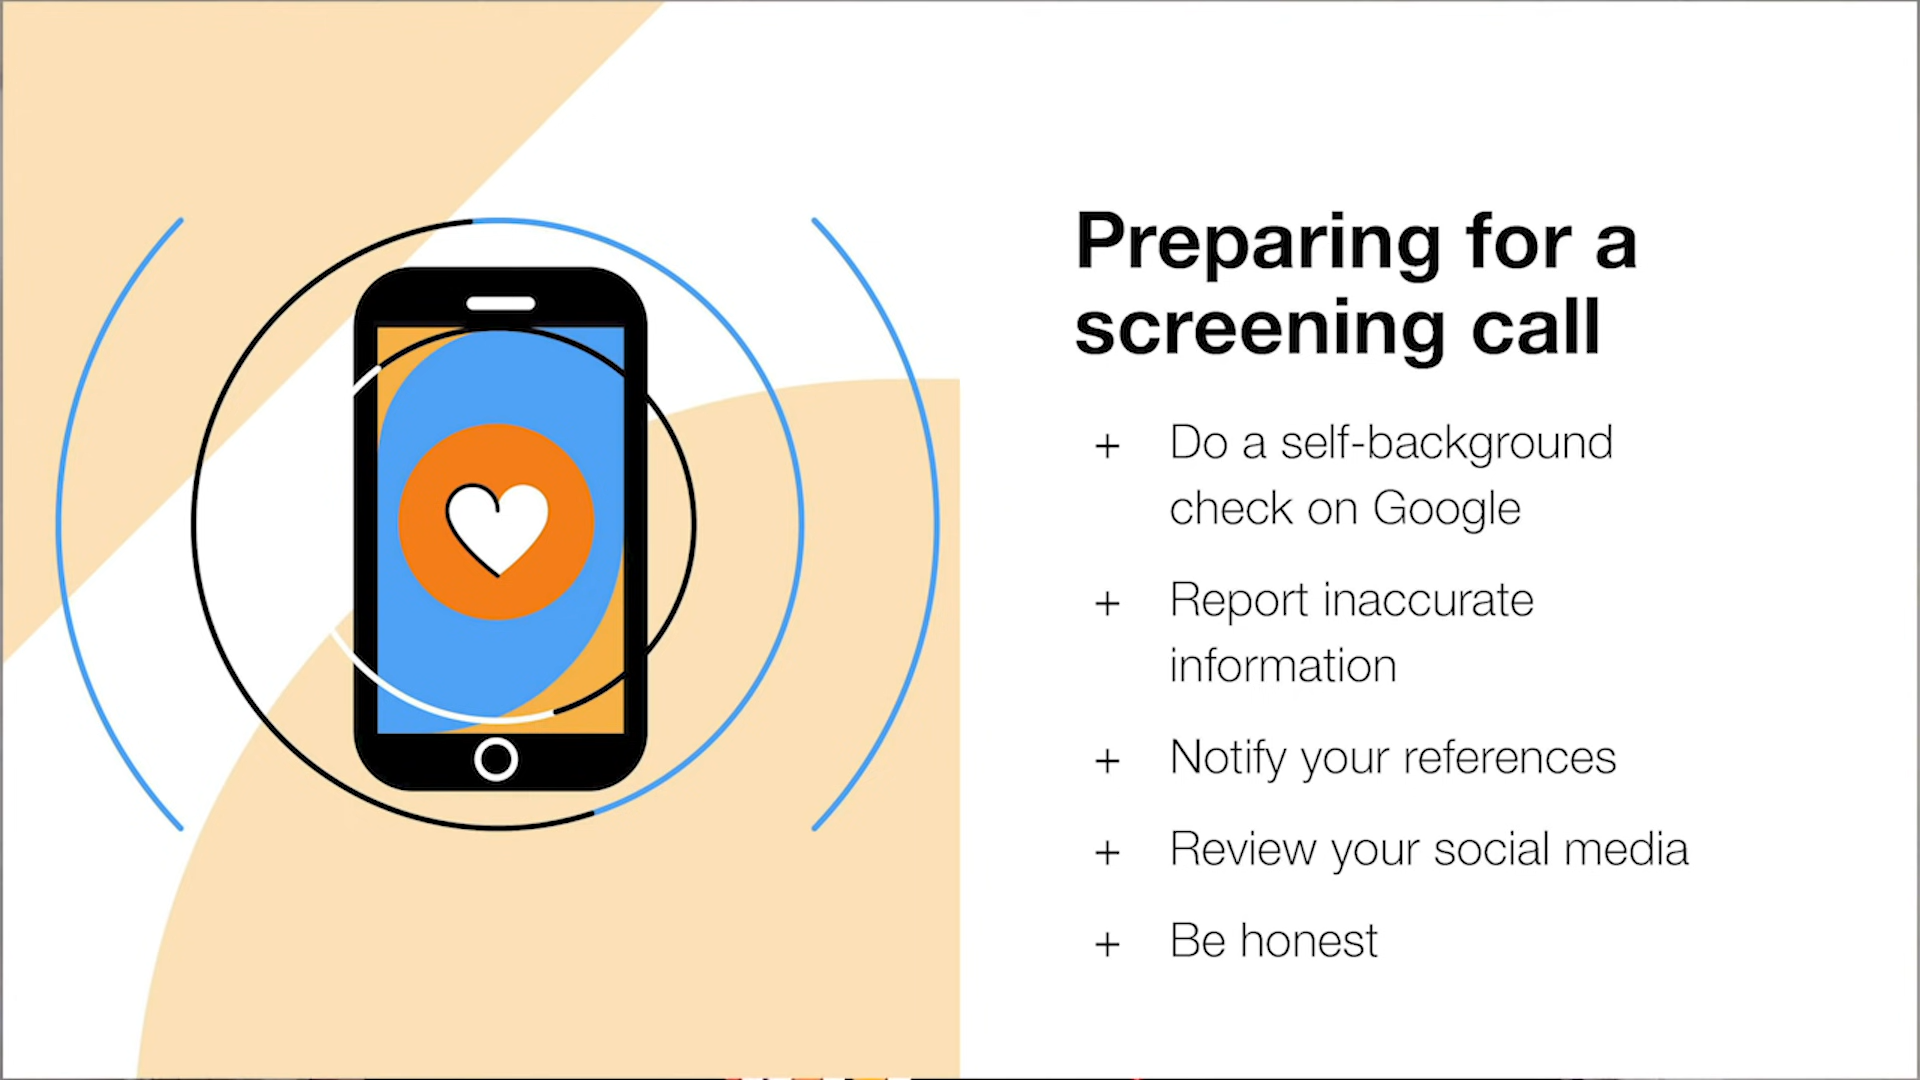 Preparing for a
screening call
+ Do a self-background
check on Google
+ Report inaccurate
information
+ Notify your references
+ Review your social media
+ Be honest